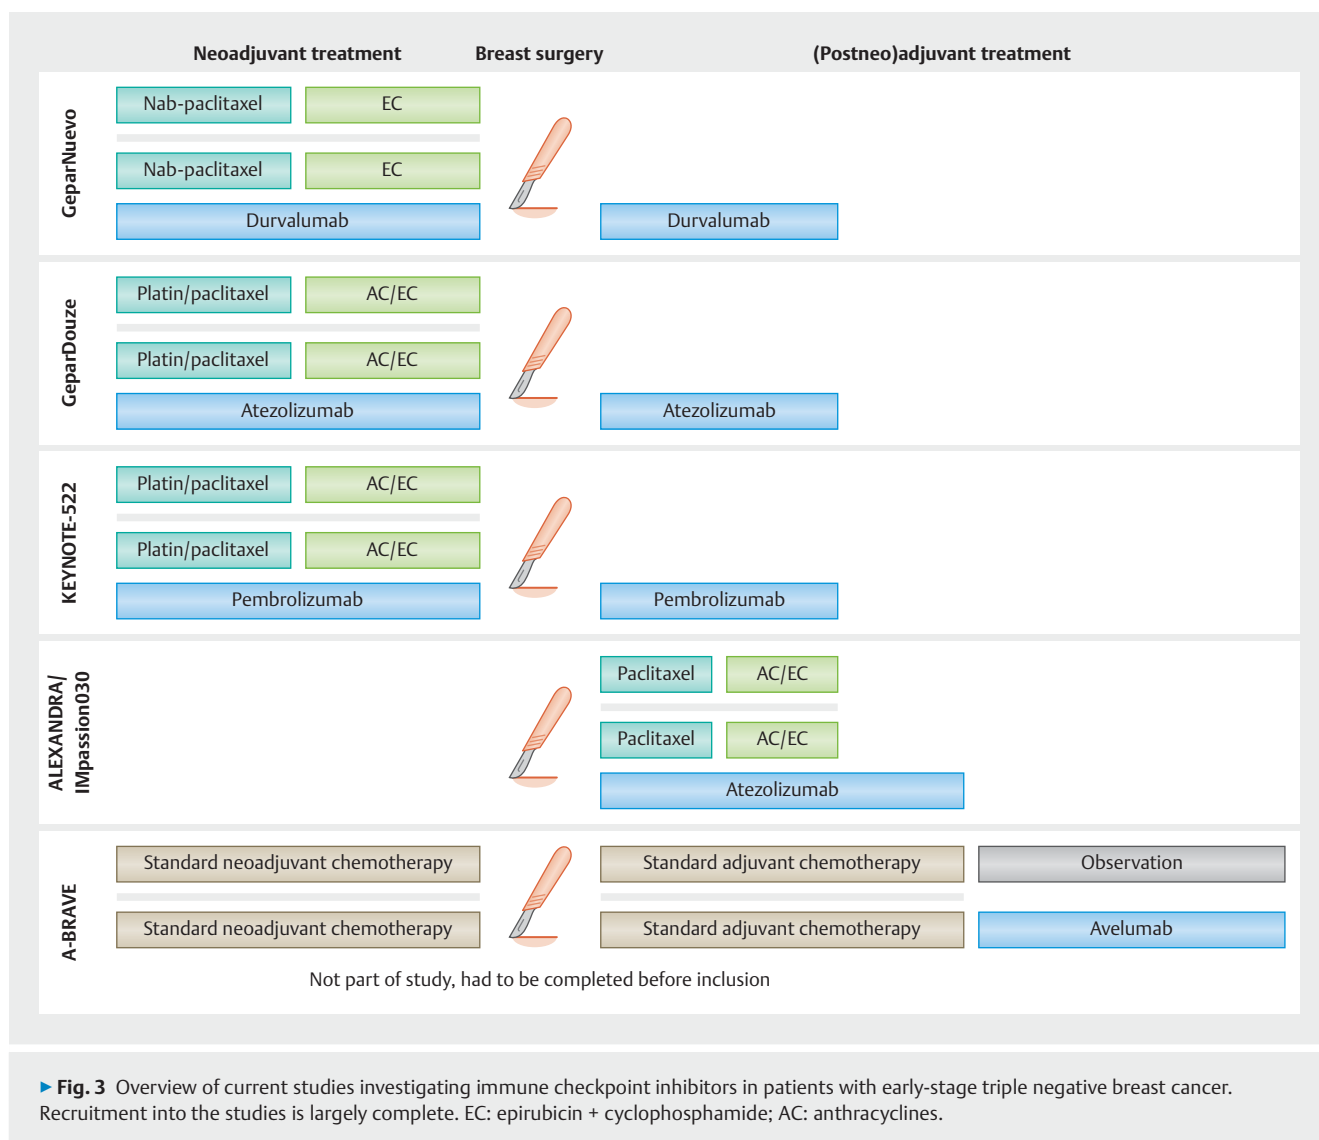 Neoadjuvant treatment Breast surgery (Postneo)adjuvant treatment
GeparNuevo
Nab-paclitaxel EC
Nab-paclitaxel EC
Durvalumab Durvalumab
GeparDouze
Platin/paclitaxel AC/EC
Platin/paclitaxel AC/EC
Atezolizumab Atezolizumab
KEYNOTE-522
Platin/paclitaxel AC/EC
Platin/paclitaxel AC/EC
Pembrolizumab Pembrolizumab
ALEXANDRA/
IMpassion030
Paclitaxel AC/EC
Paclitaxel AC/EC
Atezolizumab
A-BRAVE
Standard neoadjuvant chemotherapy Standard adjuvant chemotherapy Observation
Standard neoadjuvant chemotherapy Standard adjuvant chemotherapy Avelumab
Not part of study, had to be completed before inclusion
► Fig. 3 Overview of current studies investigating immune checkpoint inhibitors in patients with early-stage triple negative breast cancer.
Recruitment into the studies is largely complete. EC: epirubicin + cyclophosphamide; AC: anthracyclines.